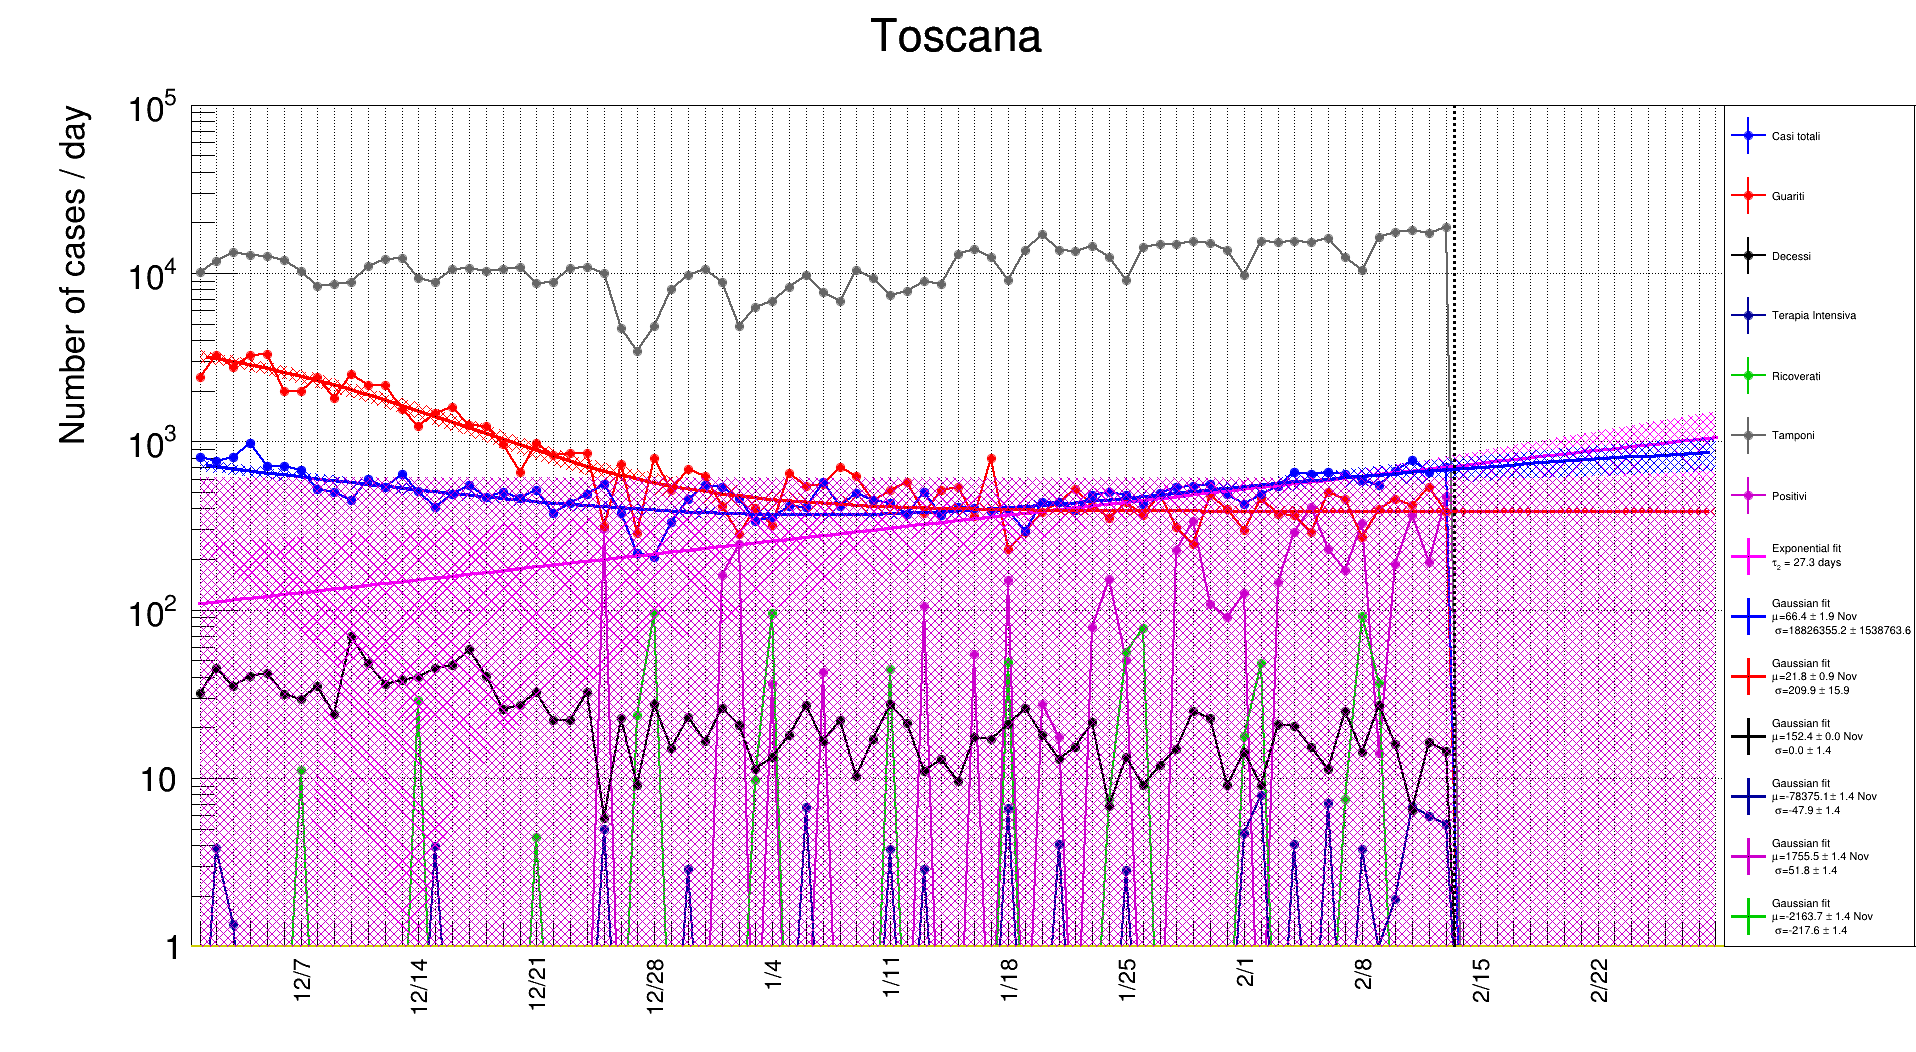 Toscana
Number of cases / day
10^5
10^4
10^3
10^2
10
1
12/7
12/14
12/21
12/28
1/4
1/11
1/18
1/25
2/1
2/8
2/15
2/22
Casi totali
Guariti
Decessi
Terapia Intensiva
Ricoverati
Tamponi
Positivi
Exponential fit
τ₂ = 27.3 days
Gaussian fit
μ=66.4 ± 1.9 Nov
σ=18826355.2 ± 1538763.6
Gaussian fit
μ=21.8 ± 0.9 Nov
σ=209.9 ± 15.9
Gaussian fit
μ=152.4 ± 0.0 Nov
σ=0.0 ± 1.4
Gaussian fit
μ=-78375.1 ± 1.4 Nov
σ=-47.9 ± 1.4
Gaussian fit
μ=1755.5 ± 1.4 Nov
σ=51.8 ± 1.4
Gaussian fit
μ=-2163.7 ± 1.4 Nov
σ=-217.6 ± 1.4